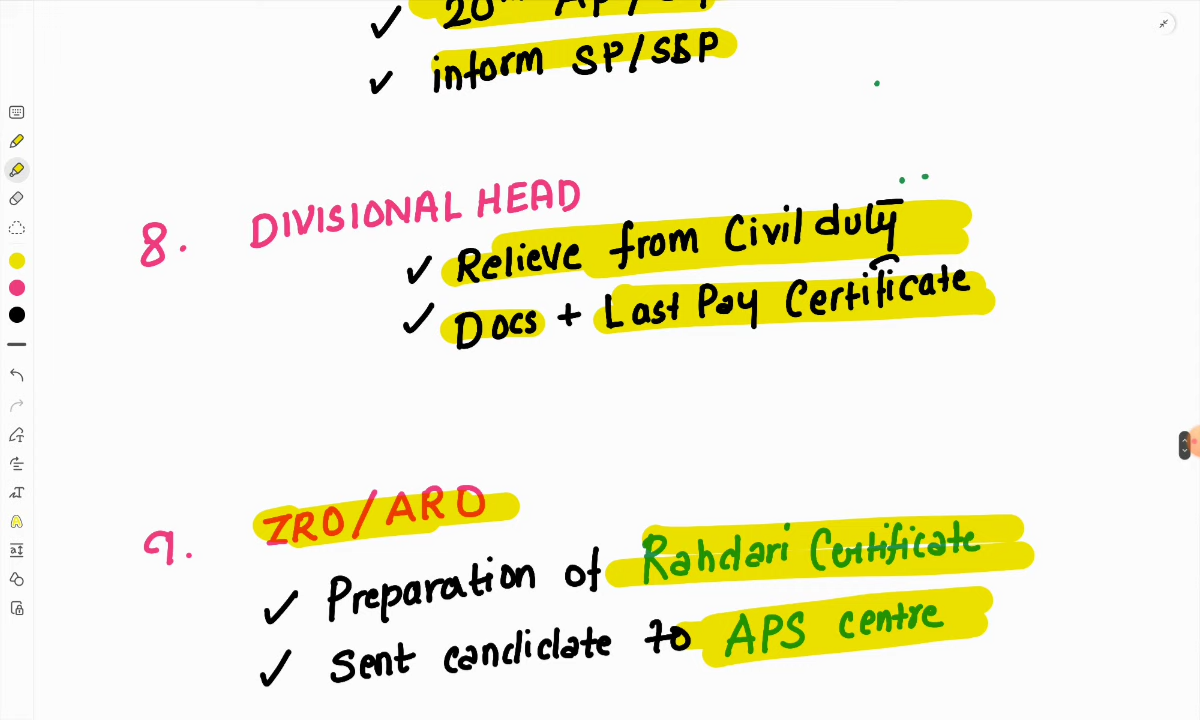 ✓ inform SP/SSP
8. DIVISIONAL HEAD
✓ Relieve from Civil duty
✓ Docs + Last Pay Certificate
9. ZRO/ARO
✓ Preparation of Rahdari Certificate
✓ Sent candidate to APS centre